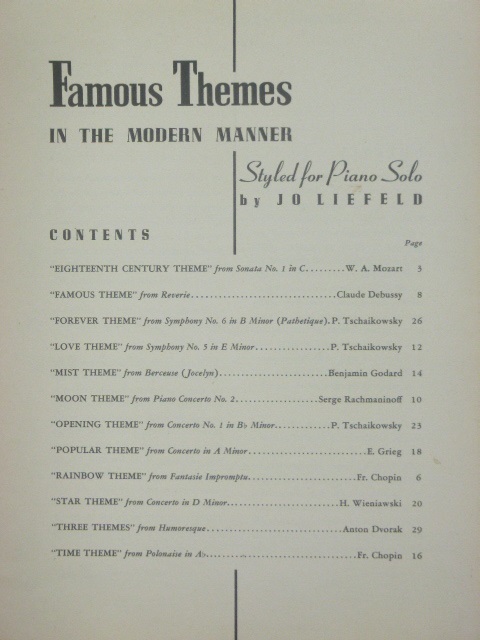 Famous Themes
IN THE MODERN MANNER
Styled for Piano Solo
by JO LIEFELD
CONTENTS
Page
"EIGHTEENTH CENTURY THEME" from Sonata No. 1 in C.........W. A. Mozart 3
"FAMOUS THEME" from Reverie...................................Claude Debussy 8
"FOREVER THEME" from Symphony No. 6 in B Minor (Pathetique).P. Tschaikowsky 26
"LOVE THEME" from Symphony No. 5 in E Minor.................P. Tschaikowsky 12
"MIST THEME" from Berceuse (Jocelyn)..........................Benjamin Godard 14
"MOON THEME" from Piano Concerto No. 2....................Serge Rachmaninoff 10
"OPENING THEME" from Concerto No. 1 in B♭ Minor.............P. Tschaikowsky 23
"POPULAR THEME" from Concerto in A Minor............................E. Grieg 18
"RAINBOW THEME" from Fantasie Impromptu..........................Fr. Chopin 6
"STAR THEME" from Concerto in D Minor..........................H. Wieniawski 20
"THREE THEMES" from Humoresque................................Anton Dvorak 29
"TIME THEME" from Polonaise in A♭....................................Fr. Chopin 16